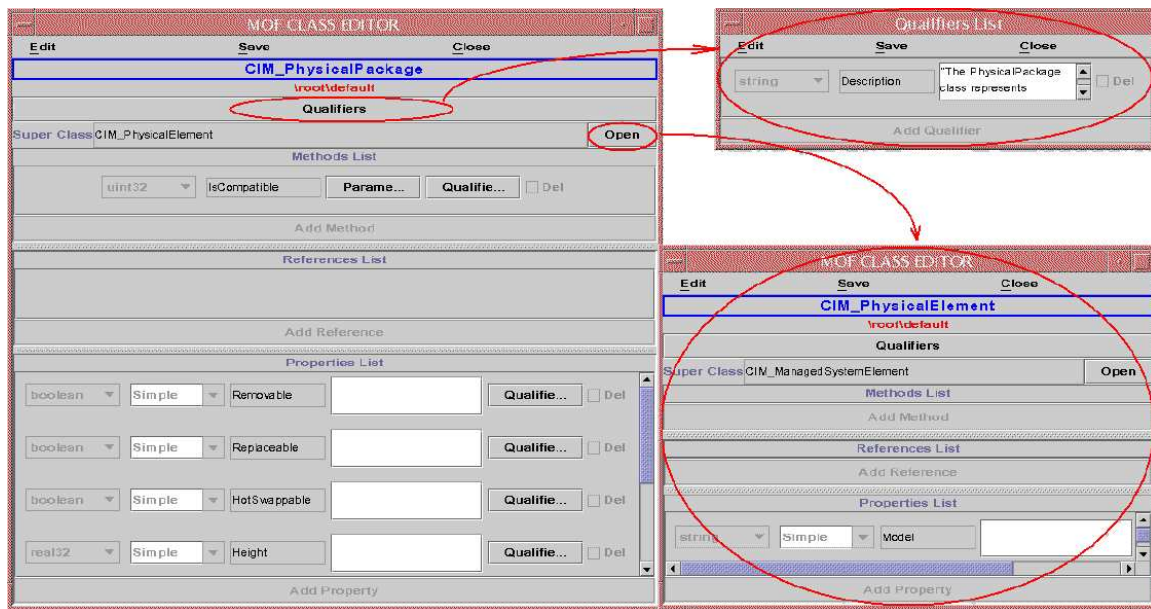 MOF CLASS EDITOR
Edit Save Close
CIM_PhysicalPackage
\root\default
Qualifiers
Super Class CIM_PhysicalElement Open
Methods List
uint32 IsCompatible Parame... Qualifie... Del
Add Method
References List
Add Reference
Properties List
boolean Simple Removable Qualifie... Del
boolean Simple Replaceable Qualifie... Del
boolean Simple HotSwappable Qualifie... Del
real32 Simple Height Qualifie... Del
Add Property
Qualifiers List
Edit Save Close
string Description "The PhysicalPackage Del
class represents
Add Qualifier
MOF CLASS EDITOR
Edit Save Close
CIM_PhysicalElement
\root\default
Qualifiers
Super Class CIM_ManagedSystemElement Open
Methods List
Add Method
References List
Add Reference
Properties List
string Simple Model
Add Property